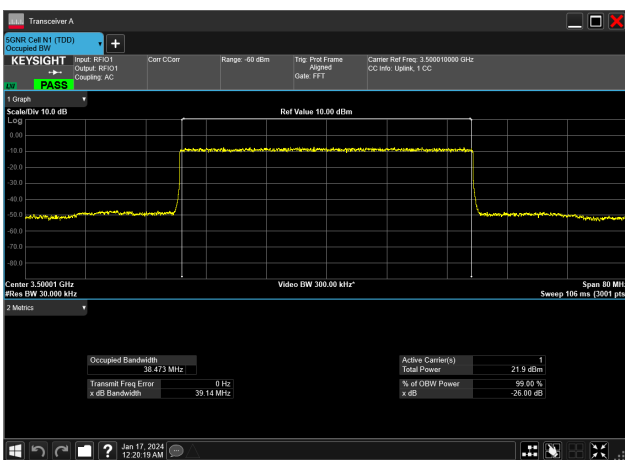 Transceiver A
5GNR Cell N1 (TDD)
Occupied BW
KEYSIGHT
PASS
Input: RFIO1
Output: RFIO1
Coupling: AC
Corr CCorr
Range: -60 dBm
Trig: Prot Frame
Aligned
Gate: FFT
Carrier Ref Freq: 3.500010000 GHz
CC Info: Uplink, 1 CC
1 Graph
Scale/Div 10.0 dB
Ref Value 10.00 dBm
Log
0.00
-10.0
-20.0
-30.0
-40.0
-50.0
-60.0
-70.0
-80.0
Center 3.50001 GHz
Video BW 300.00 kHz*
Span 80 MHz
#Res BW 30.000 kHz
Sweep 106 ms (3001 pts
2 Metrics
Occupied Bandwidth
38.473 MHz
Transmit Freq Error 0 Hz
x dB Bandwidth 39.14 MHz
Active Carrier(s) 1
Total Power 21.9 dBm
% of OBW Power 99.00 %
x dB -26.00 dB
?
Jan 17, 2024
12:20:19 AM